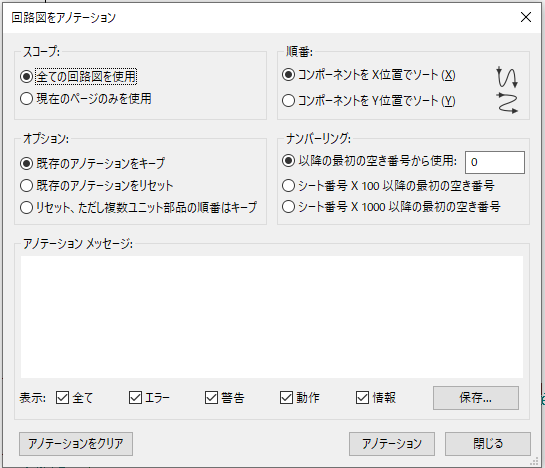 回路図をアノテーション
スコープ:
全ての回路図を使用
現在のページのみを使用
順番:
コンポーネントを X位置でソート (X)
コンポーネントを Y位置でソート (Y)
オプション:
既存のアノテーションをキープ
既存のアノテーションをリセット
リセット、ただし複数ユニット部品の順番はキープ
ナンバーリング:
以降の最初の空き番号から使用: 0
シート番号 X 100 以降の最初の空き番号
シート番号 X 1000 以降の最初の空き番号
アノテーション メッセージ:
表示: 全て エラー 警告 動作 情報 保存...
アノテーションをクリア アノテーション 閉じる